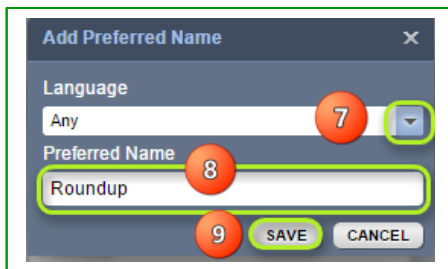 Add Preferred Name ×
Language
Any 7
Preferred Name
8
Roundup
9 SAVE CANCEL